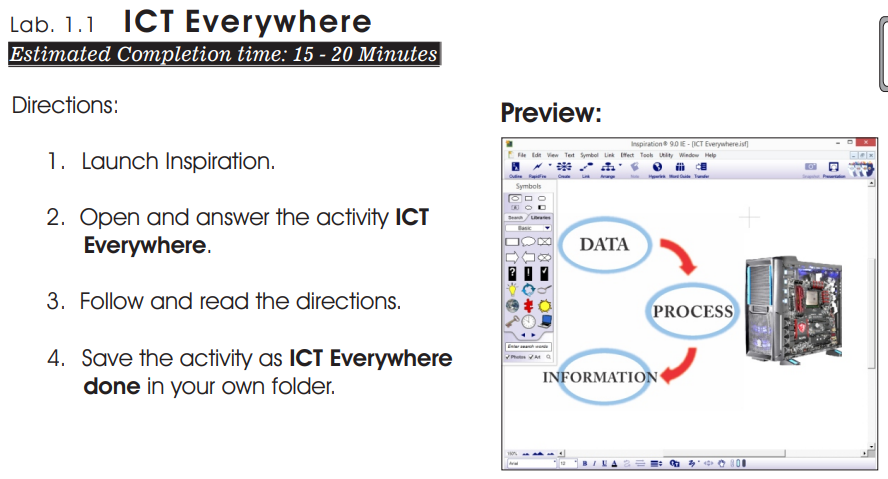 Lab. 1.1 ICT Everywhere
Estimated Completion time: 15 - 20 Minutes
Directions:
1. Launch Inspiration.
2. Open and answer the activity ICT
Everywhere.
3. Follow and read the directions.
4. Save the activity as ICT Everywhere
done in your own folder.
Preview:
Inspiration® 9.0 IE - [ICT Everywhere.isf]
File Edit View Text Symbol Link Effect Tools Utility Window Help
Outline RapidFire Create Link Arrange Note Hyperlink Word Guide Transfer Presentation
Symbols
Search Libraries
Basic
DATA
PROCESS
INFORMATION
Enter search words
Photos Art
100%
Arial 12 B I U A